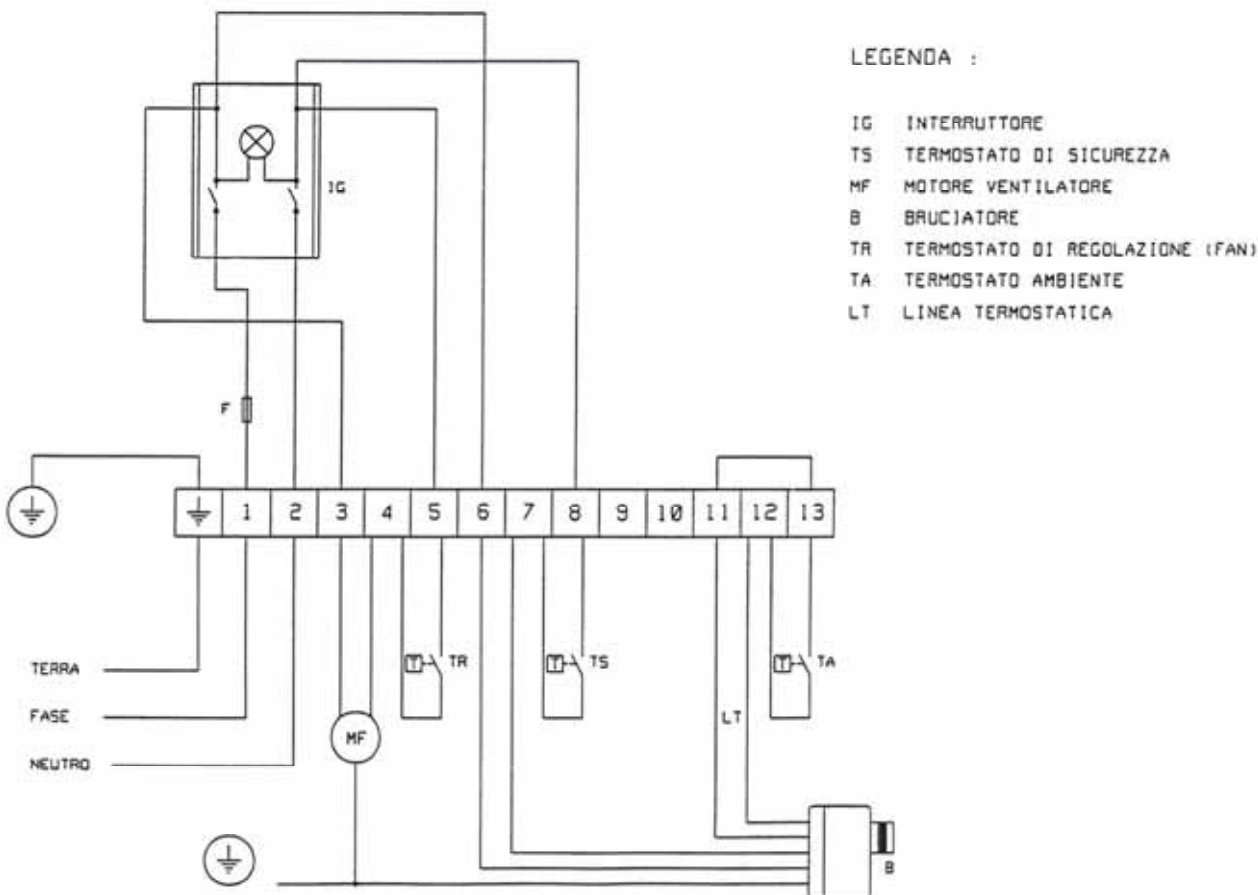 LEGENDA :
IG INTERRUTTORE
TS TERMOSTATO DI SICUREZZA
MF MOTORE VENTILATORE
B BRUCIATORE
TR TERMOSTATO DI REGOLAZIONE (FAN)
TA TERMOSTATO AMBIENTE
LT LINEA TERMOSTATICA
IG
F
1 2 3 4 5 6 7 8 9 10 11 12 13
TERRA
FASE
NEUTRO
T TR
T TS
T TA
LT
MF
B